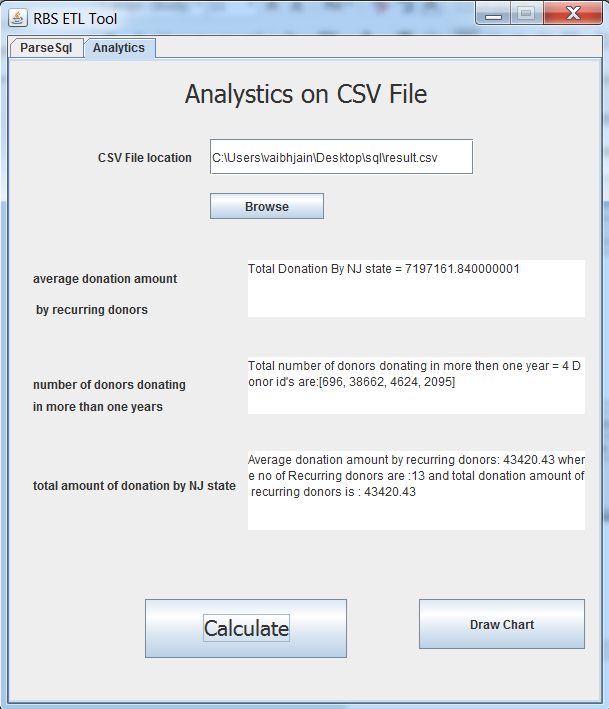 RBS ETL Tool
ParseSql Analytics
Analystics on CSV File
CSV File location
C:\Users\vaibhjain\Desktop\sql\result.csv
Browse
average donation amount
by recurring donors
Total Donation By NJ state = 7197161.840000001
number of donors donating
in more than one years
Total number of donors donating in more then one year = 4 D
onor id's are:[696, 38662, 4624, 2095]
total amount of donation by NJ state
Average donation amount by recurring donors: 43420.43 wher
e no of Recurring donors are :13 and total donation amount of
recurring donors is : 43420.43
Calculate
Draw Chart